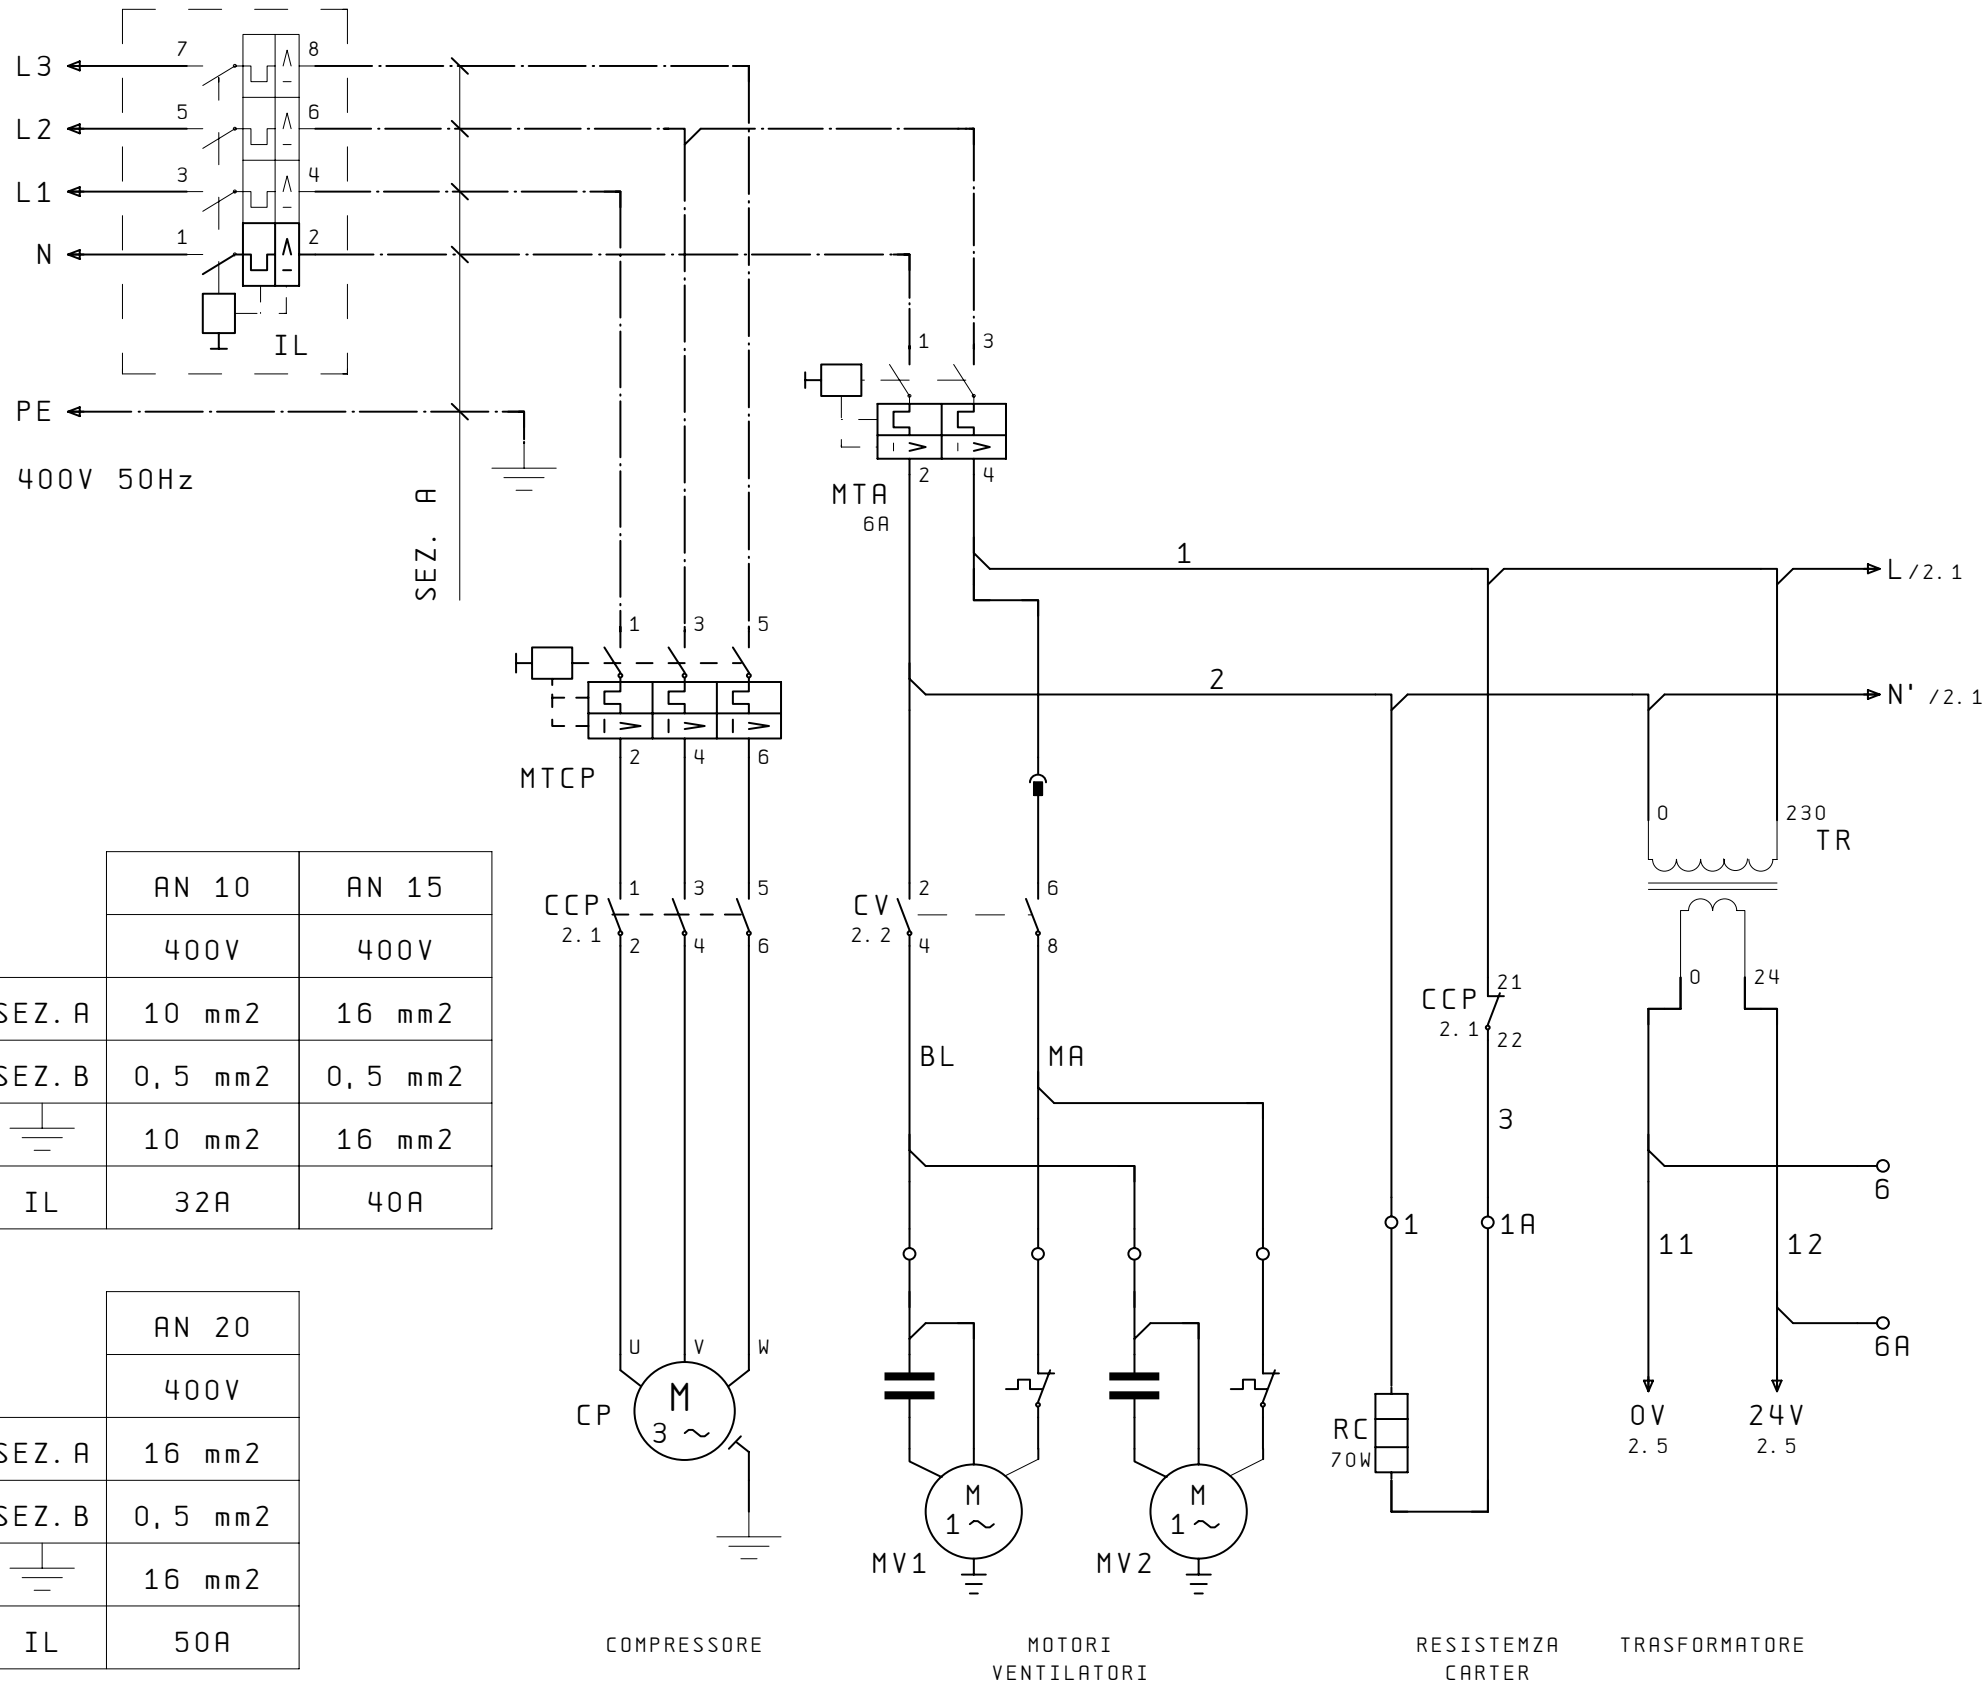 L3 7 8
L2 5 6
L1 3 4
N 1 2
IL
PE
400V 50Hz
SEZ. A
1 3
2 4
MTA
6A
1
L /2.1
2
N' /2.1
1 3 5
2 4 6
MTCP
0 230
TR
1 3 5
CCP
2.1
2 4 6
2 6
CV
2.2
4 8
0 24
21
CCP
2.1
22
BL MA
3
6
1 1A
11 12
6A
U V W
CP
M
3 ~
0V 24V
2.5 2.5
RC
70W
M
1 ~
MV1
M
1 ~
MV2
AN 10 AN 15
400V 400V
SEZ. A 10 mm2 16 mm2
SEZ. B 0,5 mm2 0,5 mm2
10 mm2 16 mm2
IL 32A 40A
AN 20
400V
SEZ. A 16 mm2
SEZ. B 0,5 mm2
16 mm2
IL 50A
COMPRESSORE
MOTORI
VENTILATORI
RESISTEMZA
CARTER
TRASFORMATORE